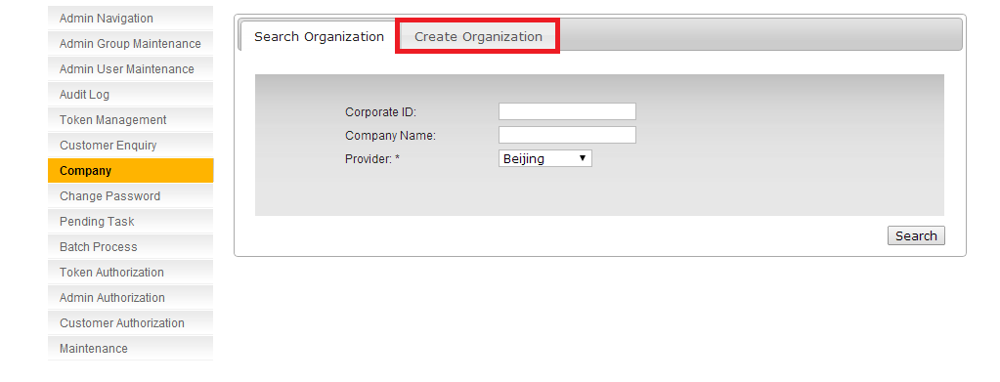 Admin Navigation
Admin Group Maintenance
Admin User Maintenance
Audit Log
Token Management
Customer Enquiry
Company
Change Password
Pending Task
Batch Process
Token Authorization
Admin Authorization
Customer Authorization
Maintenance
Search Organization Create Organization
Corporate ID:
Company Name:
Provider: * Beijing
Search